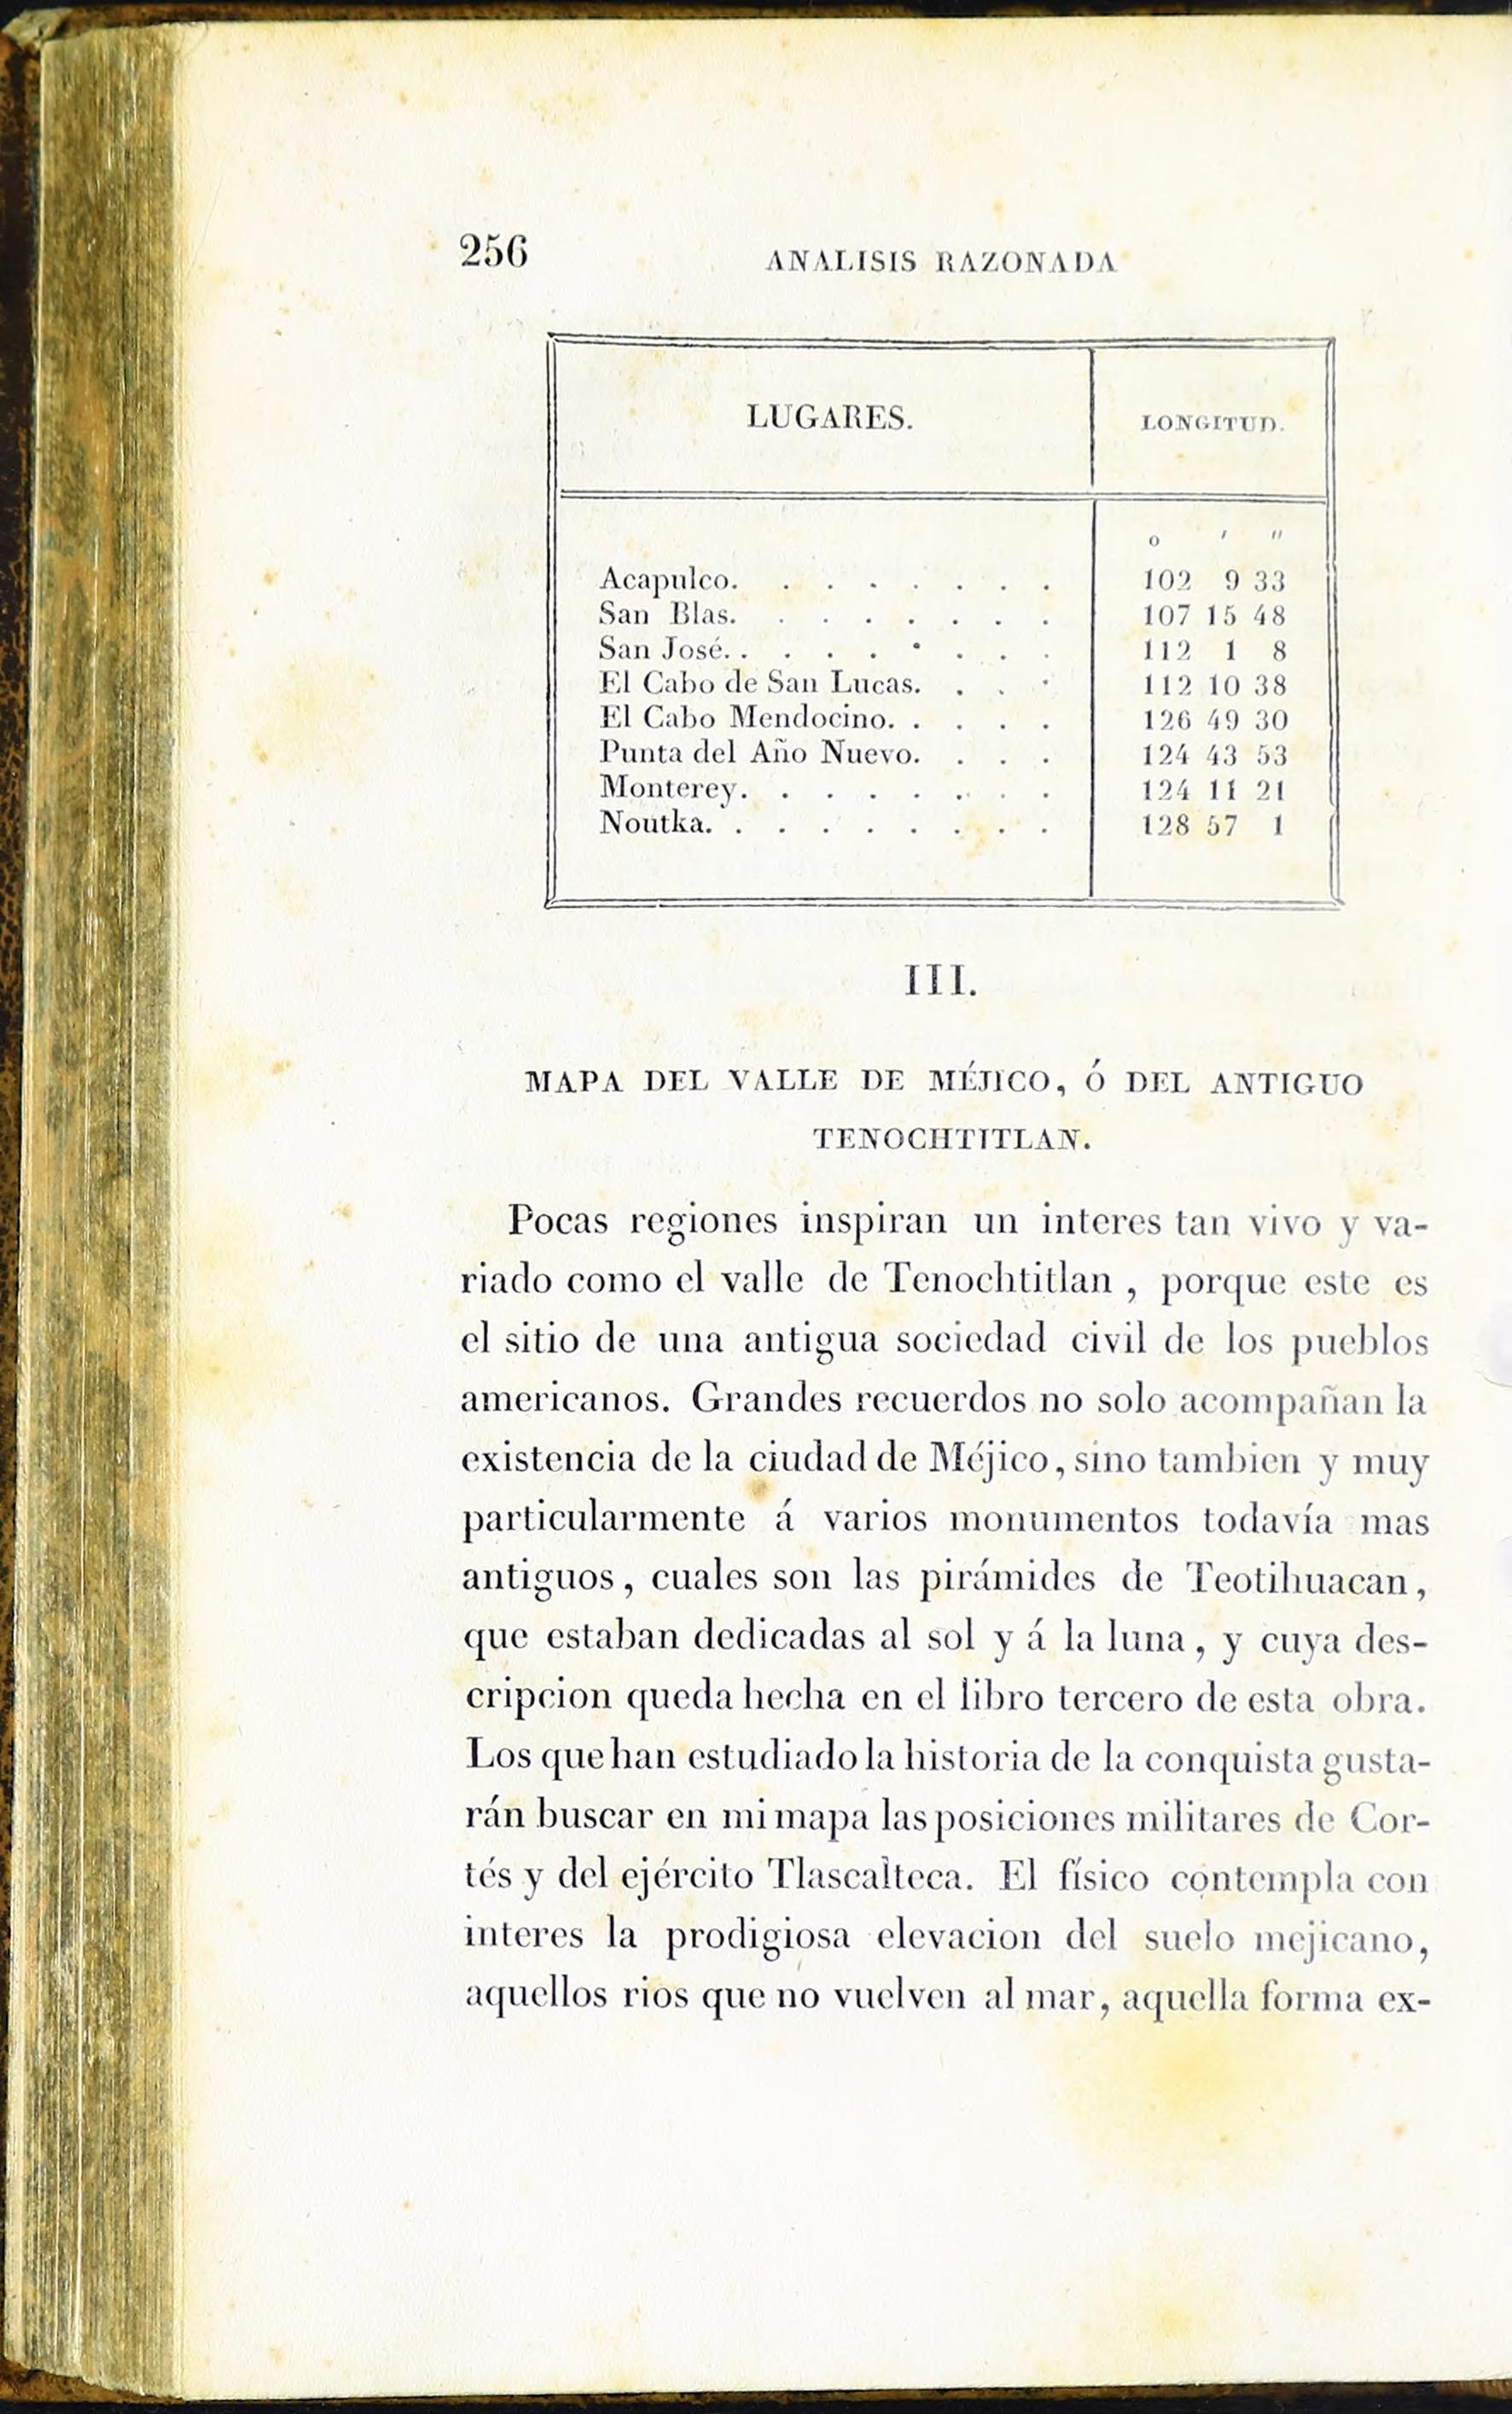 256 ANALISIS RAZONADA
LUGARES. LONGITUD.
o ′ ″
Acapulco. . . . . . . . 102 9 33
San Blas. . . . . . . . 107 15 48
San José. . . . . . . . . 112 1 8
El Cabo de San Lucas. . . . 112 10 38
El Cabo Mendocino. . . . . 126 49 30
Punta del Año Nuevo. . . . 124 43 53
Monterey. . . . . . . . 124 11 21
Noutka. . . . . . . . . 128 57 1
III.
MAPA DEL VALLE DE MÉJICO, Ó DEL ANTIGUO
TENOCHTITLAN.
Pocas regiones inspiran un interes tan vivo y va-
riado como el valle de Tenochtitlan , porque este es
el sitio de una antigua sociedad civil de los pueblos
americanos. Grandes recuerdos no solo acompañan la
existencia de la ciudad de Méjico, sino tambien y muy
particularmente á varios monumentos todavía mas
antiguos, cuales son las pirámides de Teotihuacan,
que estaban dedicadas al sol y á la luna, y cuya des-
cripcion queda hecha en el libro tercero de esta obra.
Los que han estudiado la historia de la conquista gusta-
rán buscar en mi mapa las posiciones militares de Cor-
tés y del ejército Tlascalteca. El físico contempla con
interes la prodigiosa elevacion del suelo mejicano,
aquellos rios que no vuelven al mar, aquella forma ex-